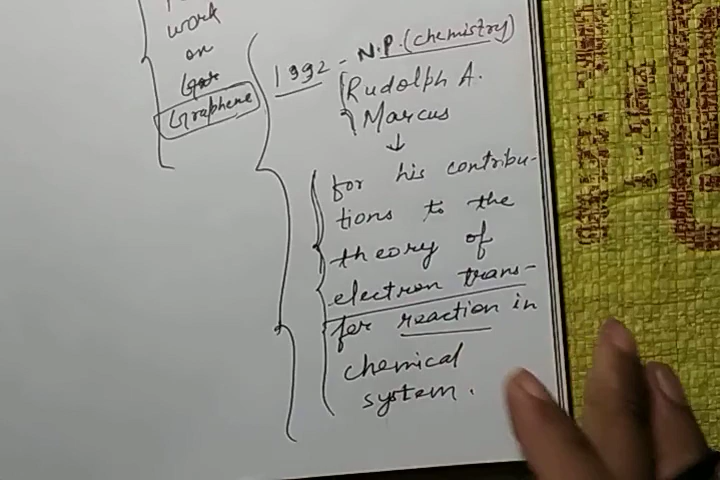 work
on
Graphene
1992 - N.P. (chemistry)
Rudolph A.
Marcus
for his contribu-
tions to the
theory of
electron trans-
fer reaction in
chemical
system.